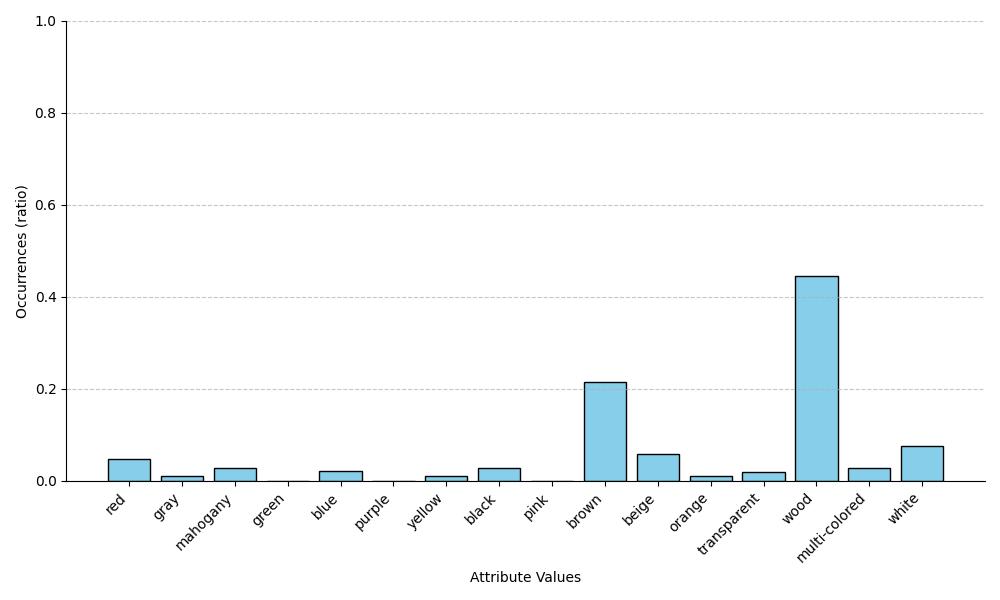 1.0
0.8
0.6
0.4
0.2
0.0
Occurrences (ratio)
red
gray
mahogany
green
blue
purple
yellow
black
pink
brown
beige
orange
transparent
wood
multi-colored
white
Attribute Values